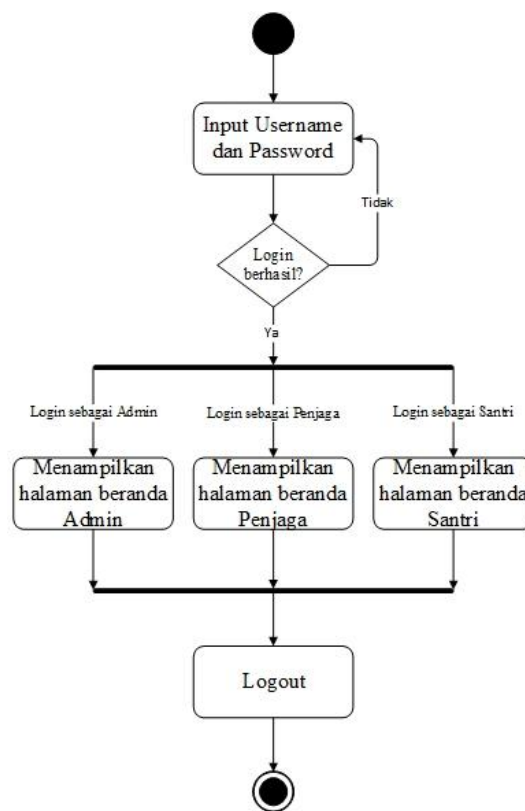 Input Username
dan Password
Tidak
Login
berhasil?
Ya
Login sebagai Admin
Login sebagai Penjaga
Login sebagai Santri
Menampilkan
halaman beranda
Admin
Menampilkan
halaman beranda
Penjaga
Menampilkan
halaman beranda
Santri
Logout